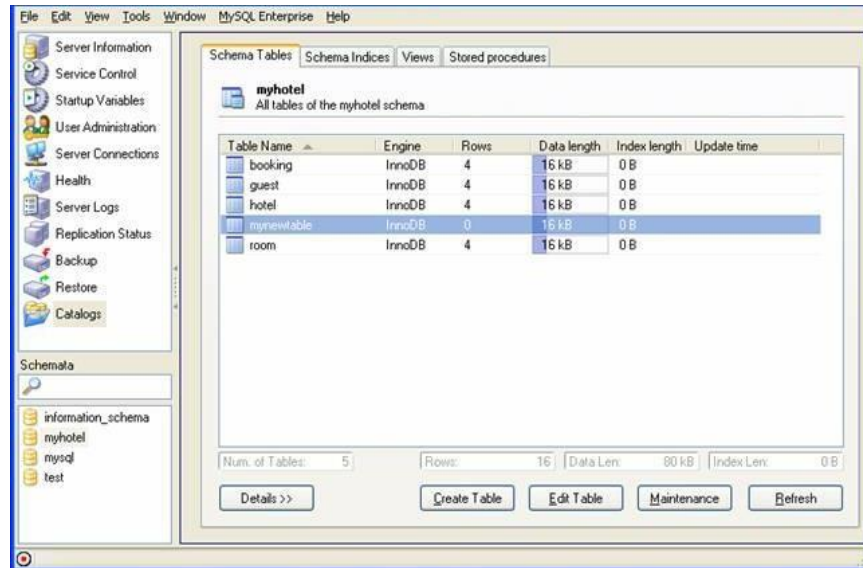 File Edit View Tools Window MySQL Enterprise Help
Server Information
Service Control
Startup Variables
User Administration
Server Connections
Health
Server Logs
Replication Status
Backup
Restore
Catalogs
Schemata
information_schema
myhotel
mysql
test
Schema Tables Schema Indices Views Stored procedures
myhotel
All tables of the myhotel schema
Table Name Engine Rows Data length Index length Update time
booking InnoDB 4 16 kB 0 B
guest InnoDB 4 16 kB 0 B
hotel InnoDB 4 16 kB 0 B
mynewtable InnoDB 0 16 kB 0 B
room InnoDB 4 16 kB 0 B
Num. of Tables: 5 Rows: 16 Data Len: 80 kB Index Len: 0 B
Details >> Create Table Edit Table Maintenance Refresh